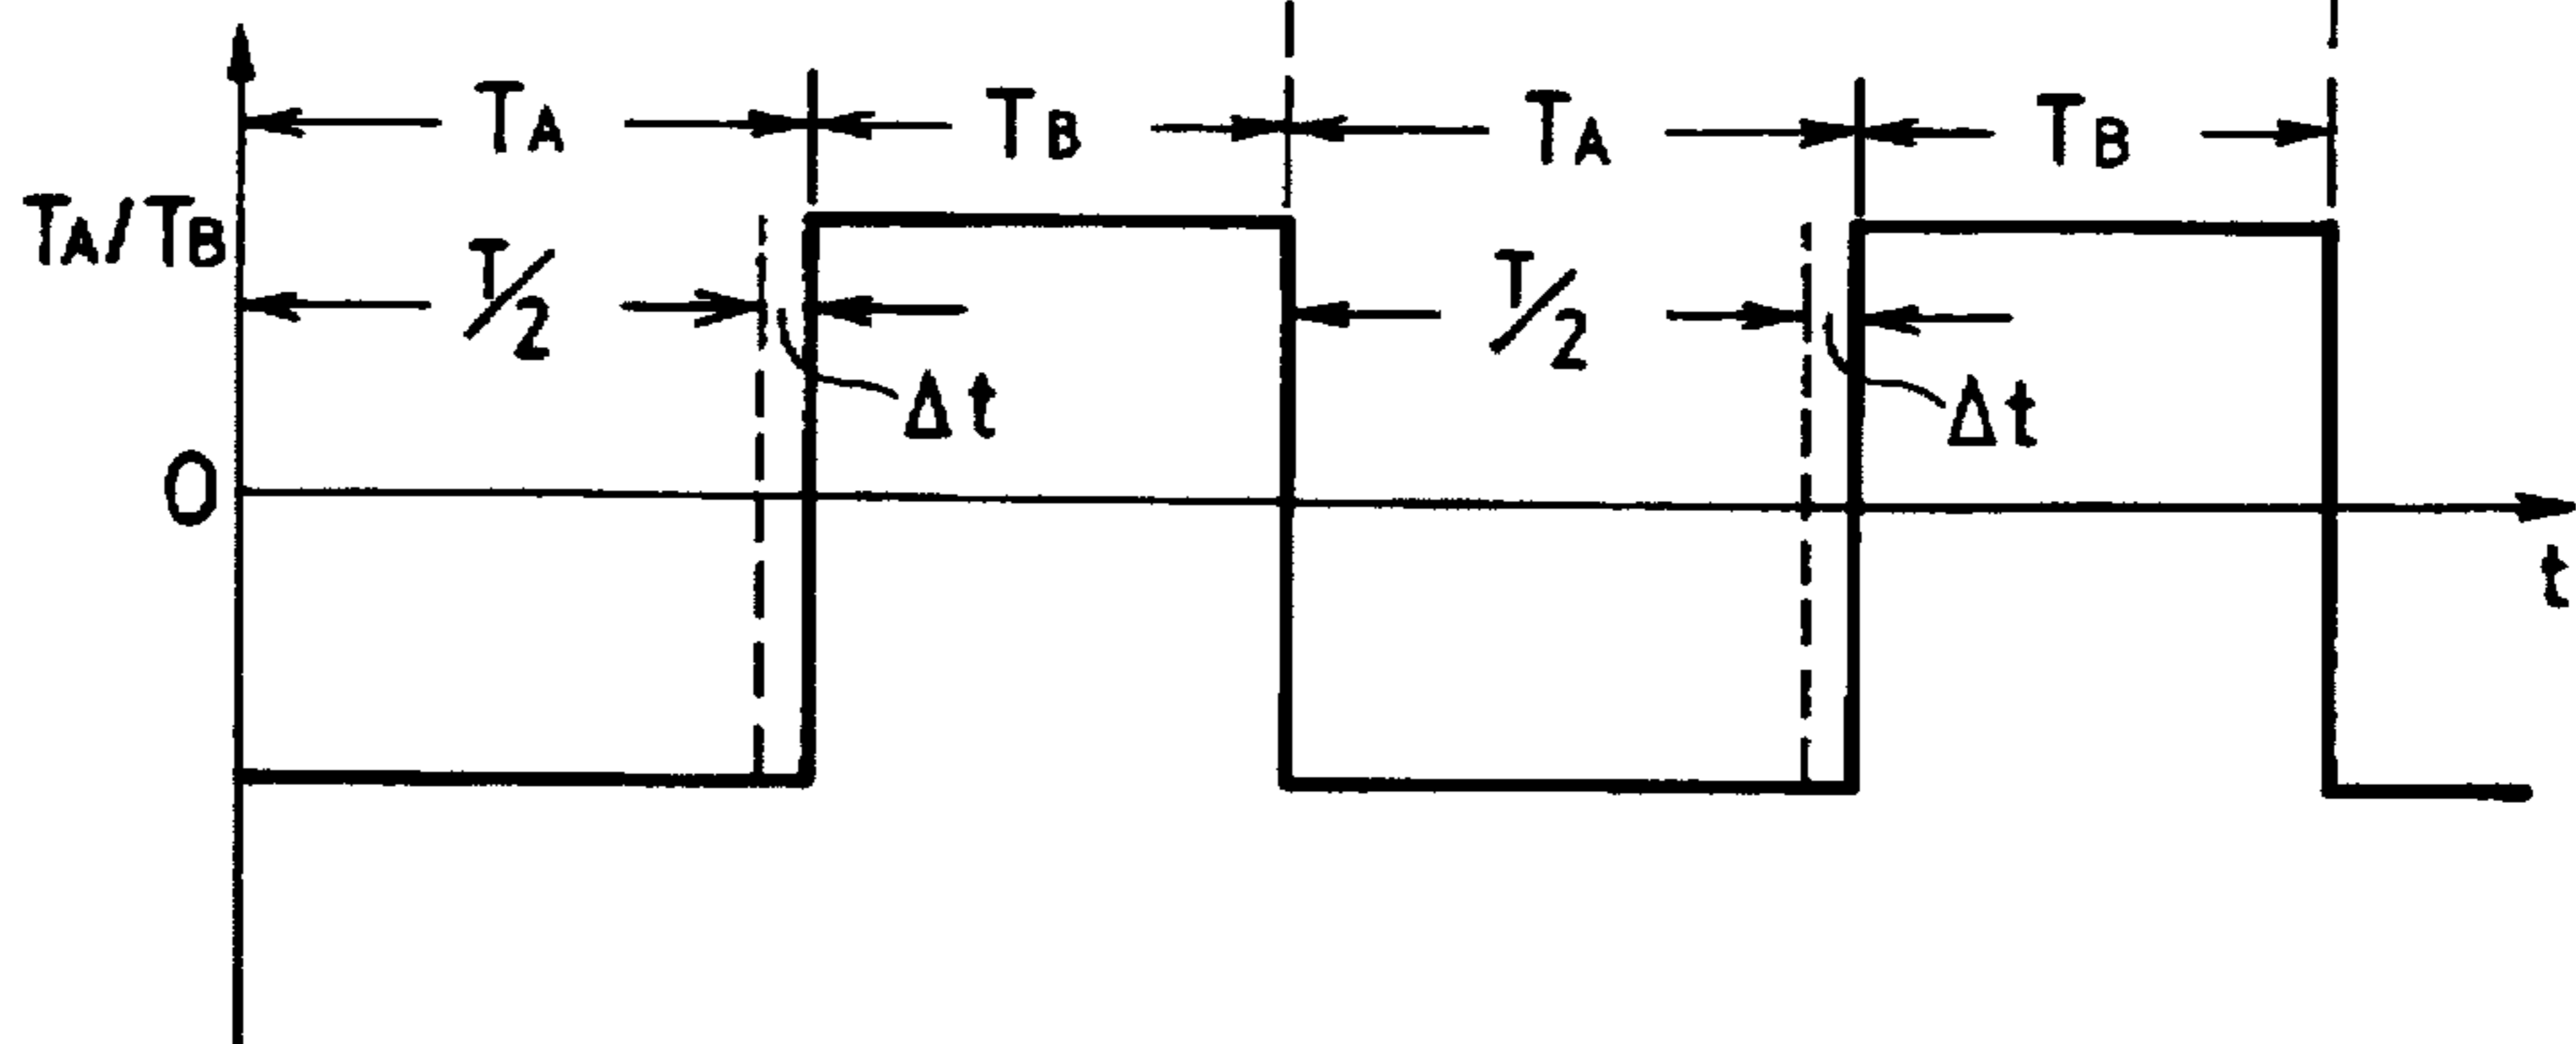 TA TB TA TB
TA/TB
T/2 T/2
Δt Δt
0
t